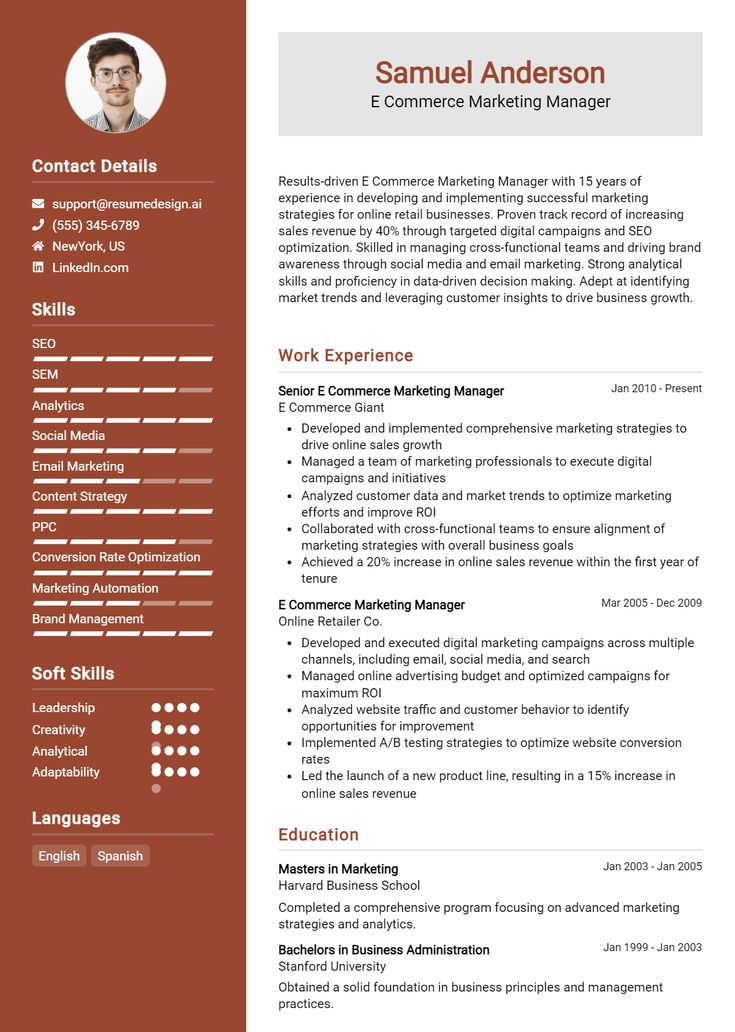 Samuel Anderson
E Commerce Marketing Manager
Contact Details
support@resumedesign.ai
(555) 345-6789
NewYork, US
LinkedIn.com
Skills
SEO
SEM
Analytics
Social Media
Email Marketing
Content Strategy
PPC
Conversion Rate Optimization
Marketing Automation
Brand Management
Soft Skills
Leadership
Creativity
Analytical
Adaptability
Languages
English Spanish
Results-driven E Commerce Marketing Manager with 15 years of
experience in developing and implementing successful marketing
strategies for online retail businesses. Proven track record of increasing
sales revenue by 40% through targeted digital campaigns and SEO
optimization. Skilled in managing cross-functional teams and driving brand
awareness through social media and email marketing. Strong analytical
skills and proficiency in data-driven decision making. Adept at identifying
market trends and leveraging customer insights to drive business growth.
Work Experience
Senior E Commerce Marketing Manager Jan 2010 - Present
E Commerce Giant
• Developed and implemented comprehensive marketing strategies to
drive online sales growth
• Managed a team of marketing professionals to execute digital
campaigns and initiatives
• Analyzed customer data and market trends to optimize marketing
efforts and improve ROI
• Collaborated with cross-functional teams to ensure alignment of
marketing strategies with overall business goals
• Achieved a 20% increase in online sales revenue within the first year of
tenure
E Commerce Marketing Manager Mar 2005 - Dec 2009
Online Retailer Co.
• Developed and executed digital marketing campaigns across multiple
channels, including email, social media, and search
• Managed online advertising budget and optimized campaigns for
maximum ROI
• Analyzed website traffic and customer behavior to identify
opportunities for improvement
• Implemented A/B testing strategies to optimize website conversion
rates
• Led the launch of a new product line, resulting in a 15% increase in
online sales revenue
Education
Masters in Marketing Jan 2003 - Jan 2005
Harvard Business School
Completed a comprehensive program focusing on advanced marketing
strategies and analytics.
Bachelors in Business Administration Jan 1999 - Jan 2003
Stanford University
Obtained a solid foundation in business principles and management
practices.